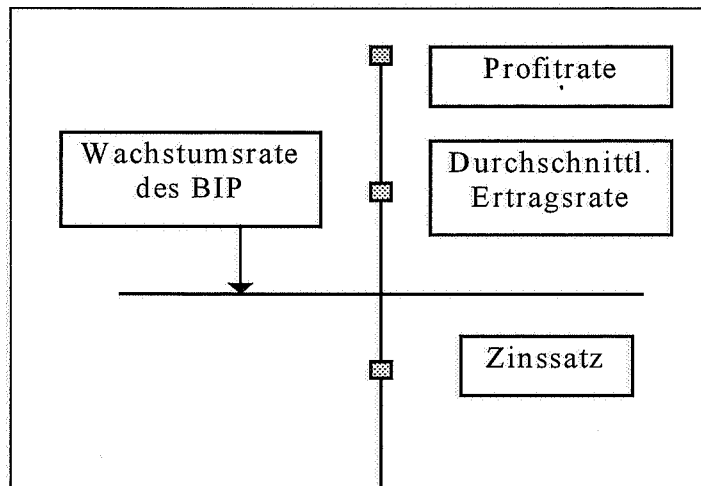 Profitrate
Wachstumsrate
des BIP
Durchschnittl.
Ertragsrate
Zinssatz